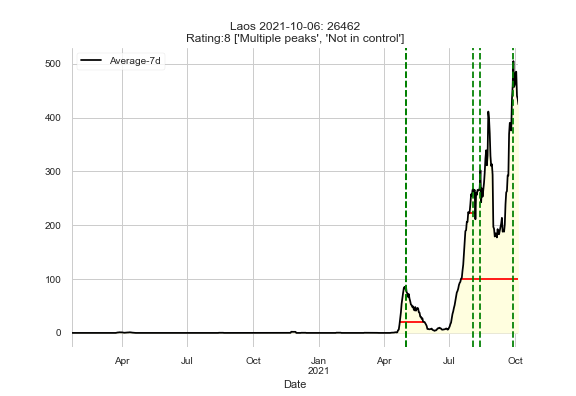 Laos 2021-10-06: 26462
Rating:8 ['Multiple peaks', 'Not in control']
Average-7d
500
400
300
200
100
0
Apr Jul Oct Jan Apr Jul Oct
2021
Date